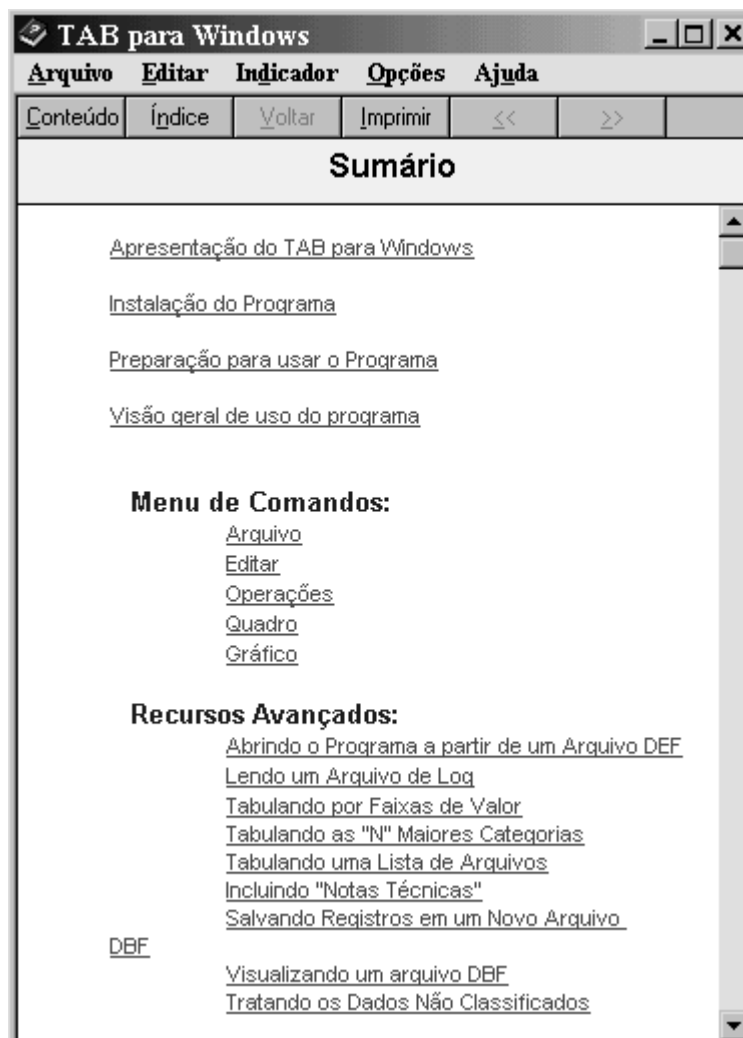 TAB para Windows
Arquivo Editar Indicador Opções Ajuda
Conteúdo Índice Voltar Imprimir << >>
Sumário
Apresentação do TAB para Windows
Instalação do Programa
Preparação para usar o Programa
Visão geral de uso do programa
Menu de Comandos:
Arquivo
Editar
Operações
Quadro
Gráfico
Recursos Avançados:
Abrindo o Programa a partir de um Arquivo DEF
Lendo um Arquivo de Log
Tabulando por Faixas de Valor
Tabulando as "N" Maiores Categorias
Tabulando uma Lista de Arquivos
Incluindo "Notas Técnicas"
Salvando Registros em um Novo Arquivo
DBF
Visualizando um arquivo DBF
Tratando os Dados Não Classificados